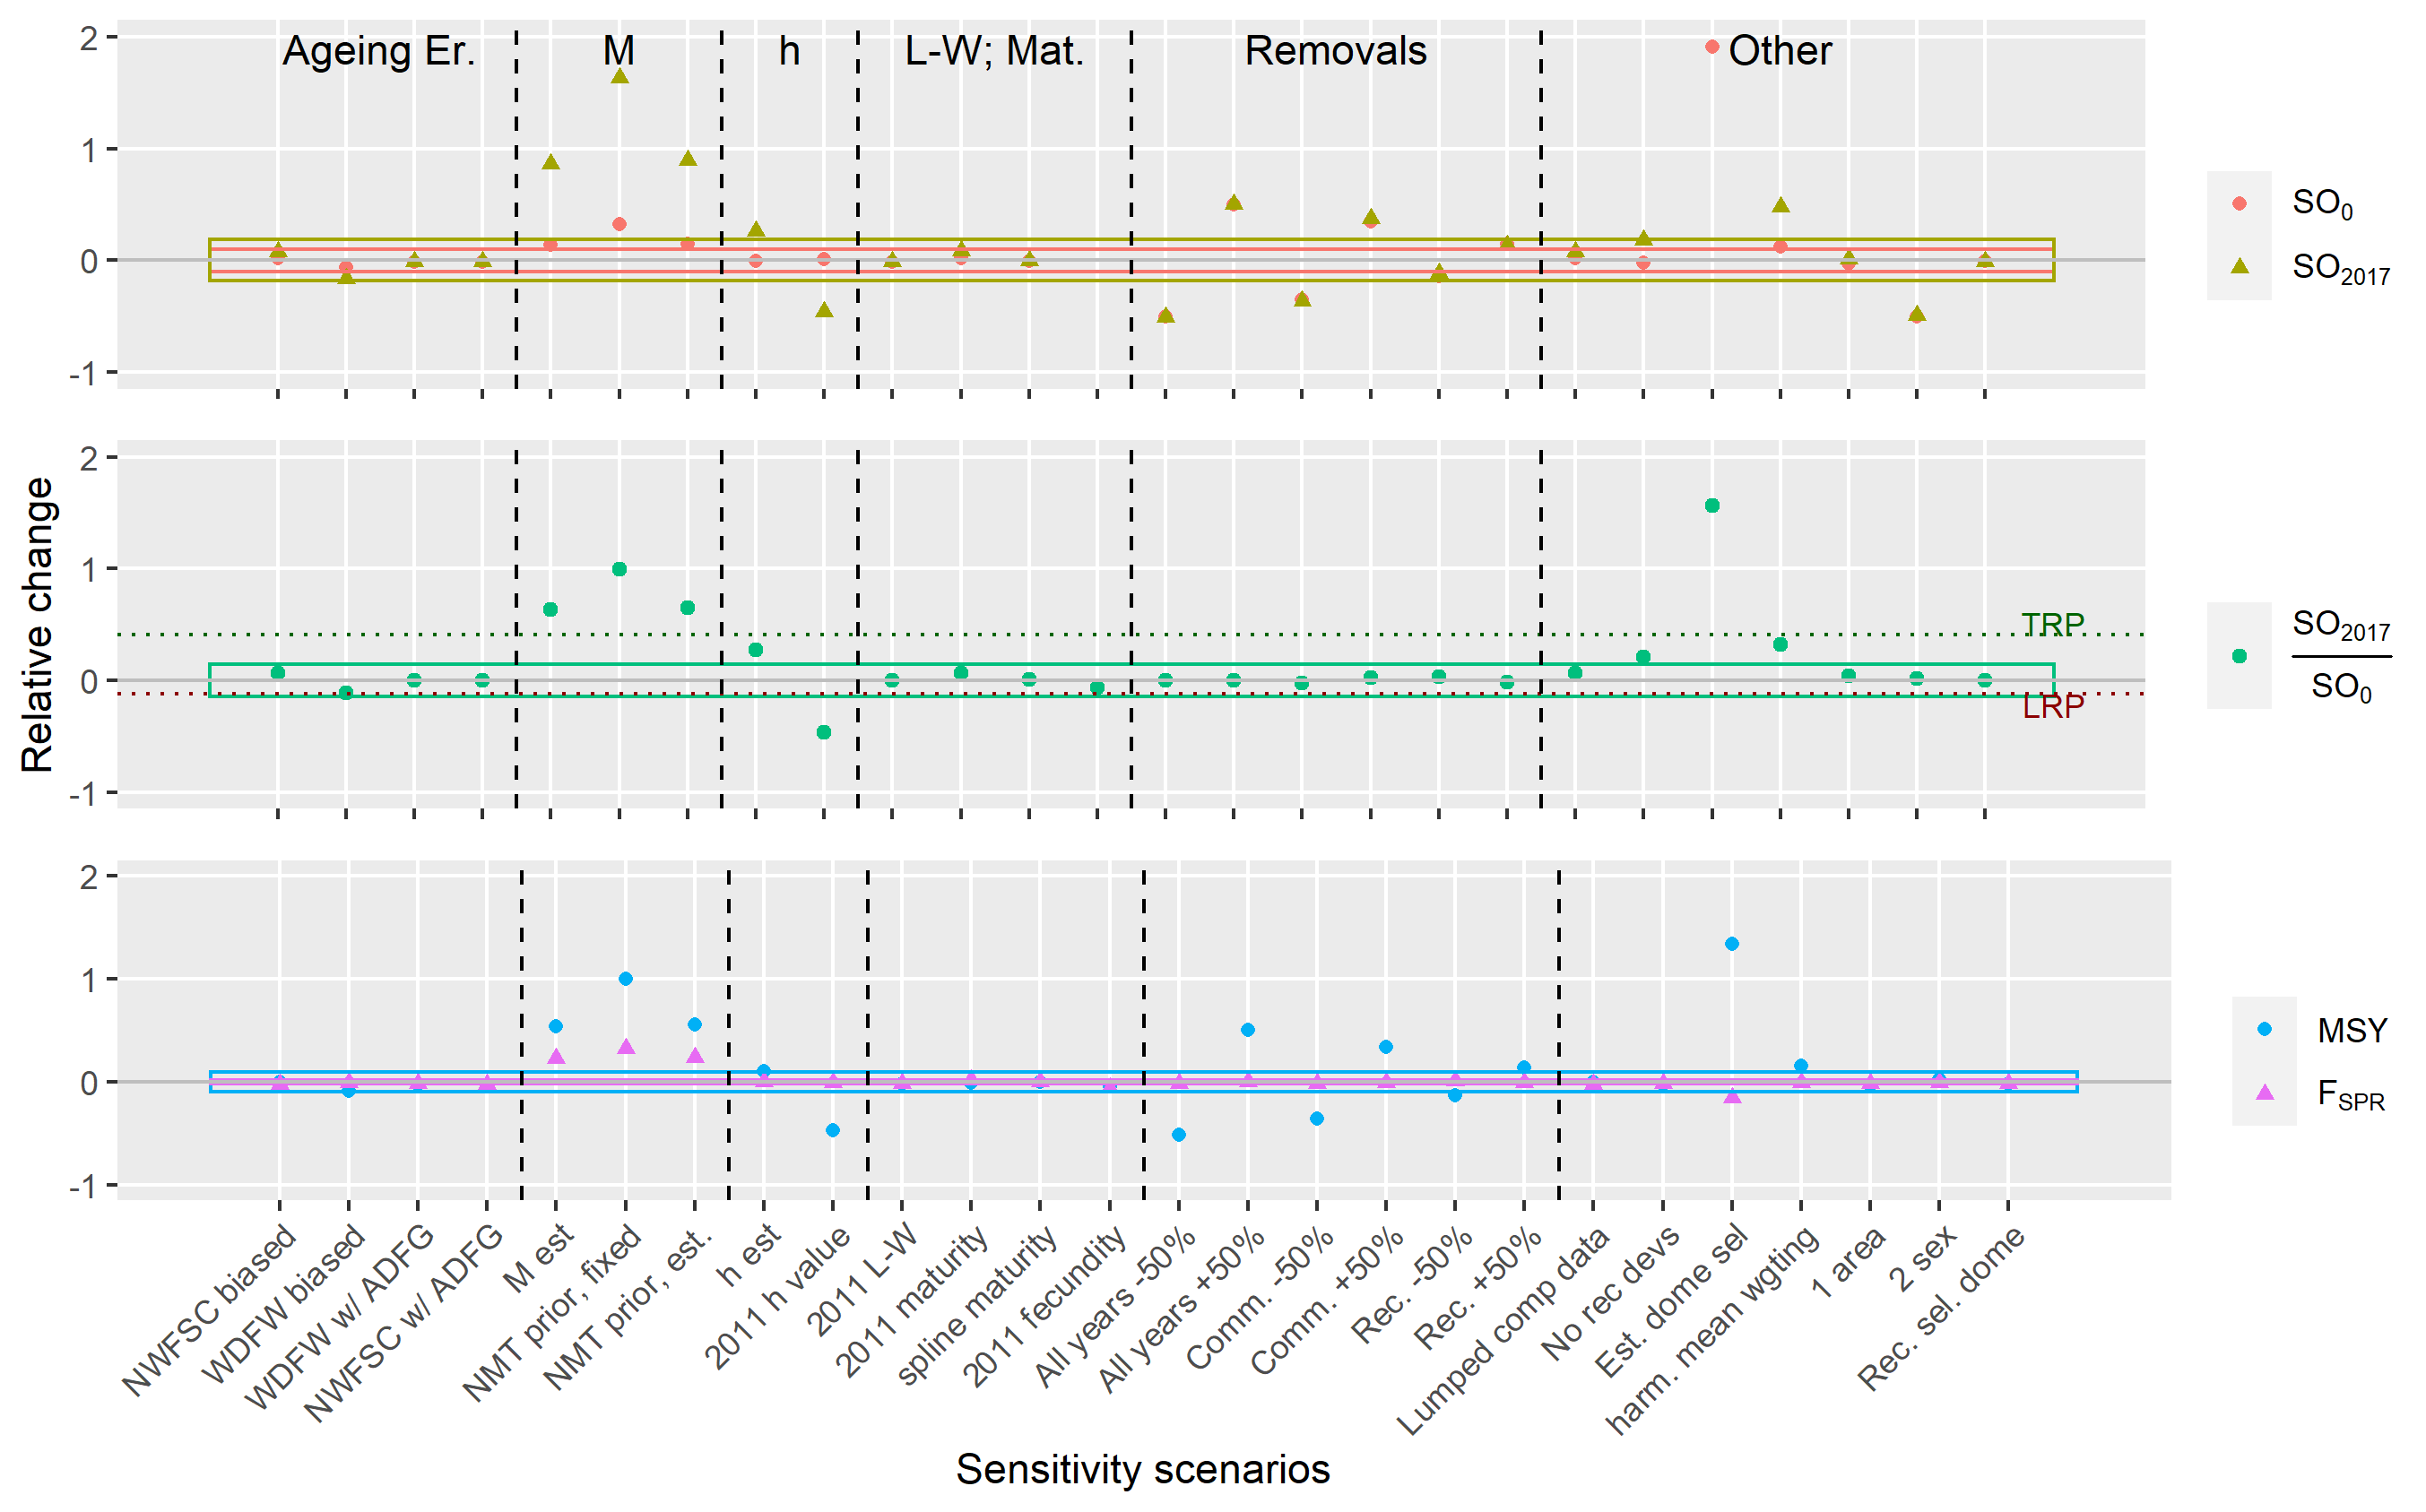 Ageing Er. M h L-W; Mat. Removals Other
2
1
0
-1
SO0
SO2017
Relative change
2
1
0
-1
TRP
LRP
SO2017
SO0
2
1
0
-1
MSY
FSPR
NWFSC biased
WDFW biased
WDFW w/ ADFG
NWFSC w/ ADFG
M est
NMT prior, fixed
NMT prior, est.
h est
2011 h value
2011 L-W
2011 maturity
spline maturity
2011 fecundity
All years -50%
All years +50%
Comm. -50%
Comm. +50%
Rec. -50%
Rec. +50%
Lumped comp data
No rec devs
Est. dome sel
harm. mean wgting
1 area
2 sex
Rec. sel. dome
Sensitivity scenarios